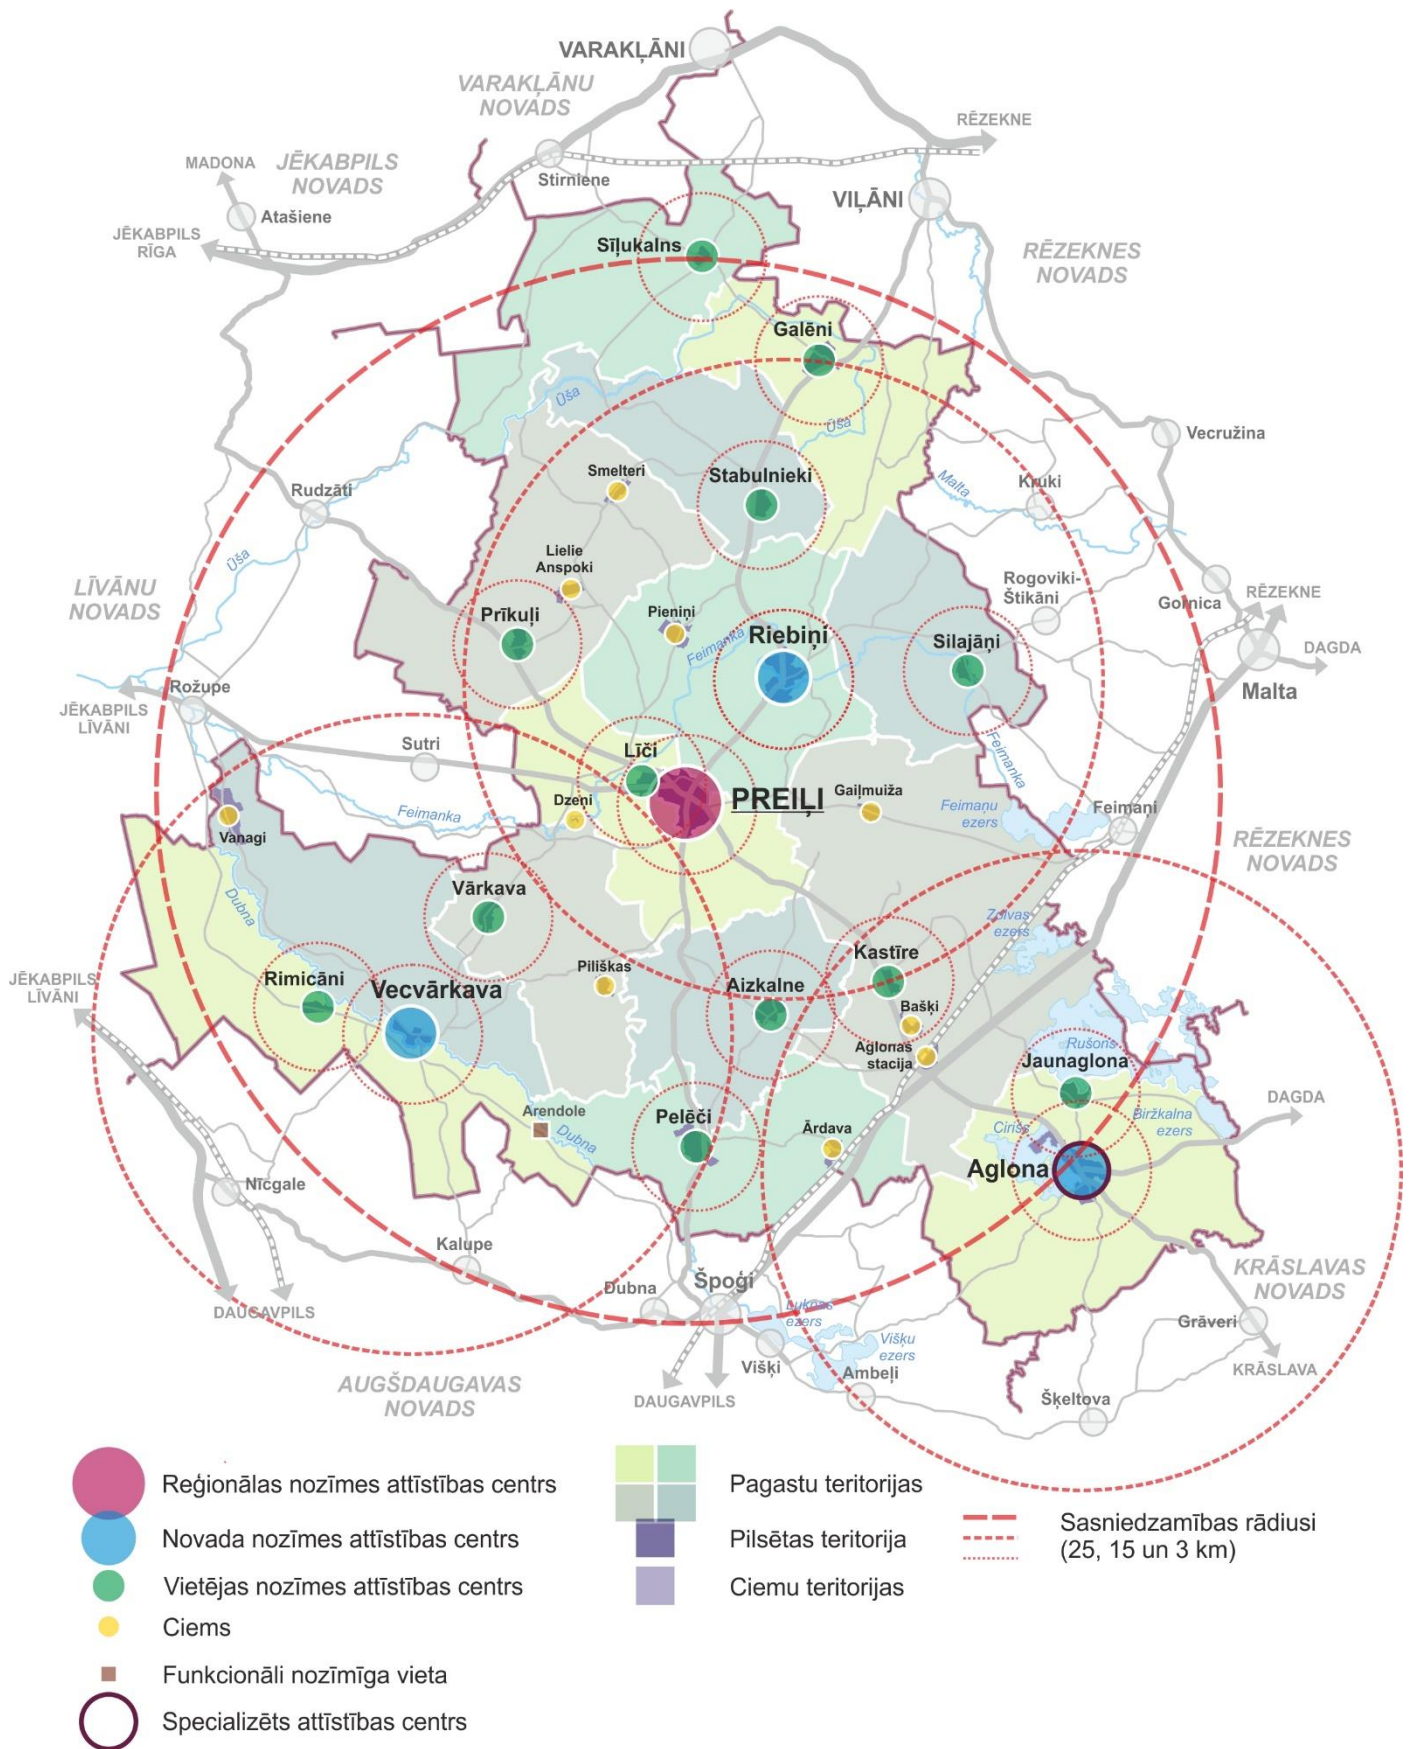 VARAKĻĀNI
VARAKĻĀNU
NOVADS
RĒZEKNE
MADONA
JĒKABPILS
NOVADS
Stirniene
VIĻĀNI
Atašiene
JĒKABPILS
RĪGA
Sīļukalns
RĒZEKNES
NOVADS
Galēni
Ūša
Ūša
Vecružina
Smelteri
Stabulnieki
Malta
Kruki
Rudzāti
Ūša
Lielie
Anspoki
LĪVĀNU
NOVADS
Rogoviki-
Štikāni
Gornica
RĒZEKNE
Prīkuļi
Pieniņi
Feimanka
Riebiņi
Silajāņi
DAGDA
Malta
Rožupe
JĒKABPILS
LĪVĀNI
Sutri
Līči
Feimanka
PREIĻI
Gaiļmuiža
Dzeņi
Feimanka
Feimaņu
ezers
Feimaņi
Vanagi
RĒZEKNES
NOVADS
Vārkava
Dubna
Zolvas
ezers
Kastīre
Rimicāni
Piliškas
Aizkalne
JĒKABPILS
LĪVĀNI
Vecvārkava
Bašķi
Aglonas
stacija
Rušons
Jaunaglona
DAGDA
Arendole
Dubna
Pelēči
Ārdava
Cirišs
Biržkalna
ezers
Aglona
Nīcgale
Kalupe
Dubna
Špoģi
KRĀSLAVAS
NOVADS
DAUGAVPILS
Luknas
ezers
Grāveri
Višķi
Višķu
ezers
Ambeļi
KRĀSLAVA
AUGŠDAUGAVAS
NOVADS
DAUGAVPILS
Šķeltova
Reģionālas nozīmes attīstības centrs
Novada nozīmes attīstības centrs
Vietējas nozīmes attīstības centrs
Ciems
Funkcionāli nozīmīga vieta
Specializēts attīstības centrs
Pagastu teritorijas
Pilsētas teritorija
Ciemu teritorijas
Sasniedzamības rādiusi
(25, 15 un 3 km)